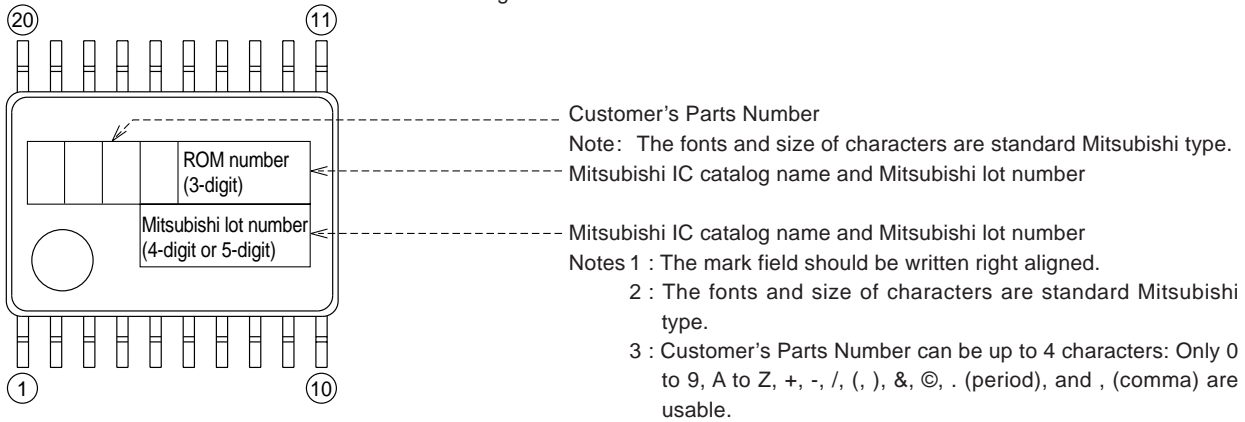 20
11
Customer's Parts Number
Note: The fonts and size of characters are standard Mitsubishi type.
ROM number
(3-digit)
Mitsubishi IC catalog name and Mitsubishi lot number
Mitsubishi lot number
(4-digit or 5-digit)
Mitsubishi IC catalog name and Mitsubishi lot number
Notes 1 : The mark field should be written right aligned.
2 : The fonts and size of characters are standard Mitsubishi
type.
3 : Customer's Parts Number can be up to 4 characters: Only 0
to 9, A to Z, +, -, /, (, ), &, ©, . (period), and , (comma) are
usable.
1
10